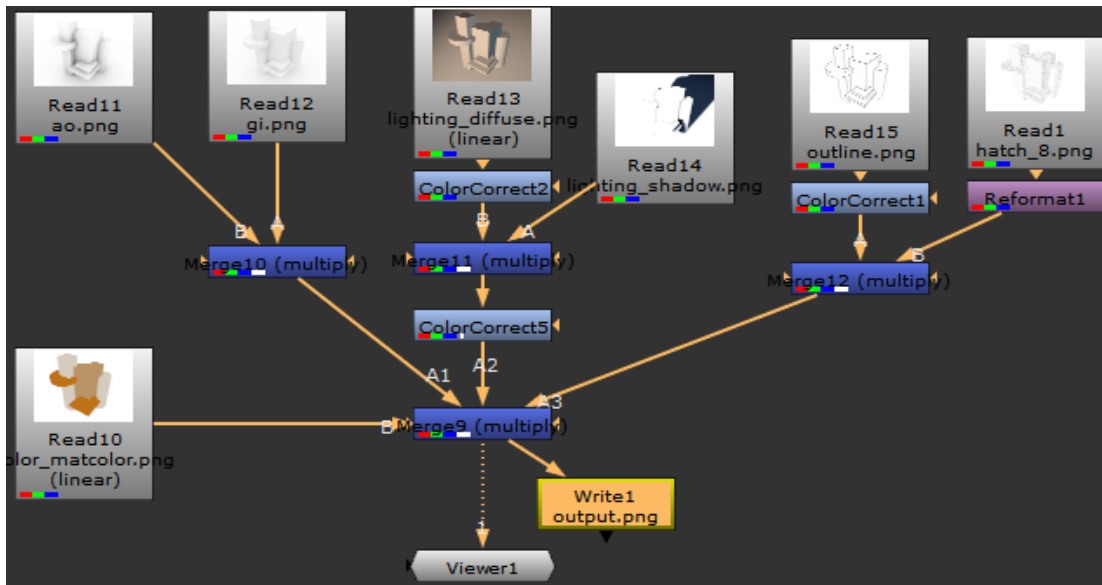 Read11
ao.png
Read12
gi.png
Read13
lighting_diffuse.png
(linear)
Read14
lighting_shadow.png
Read15
outline.png
Read1
hatch_8.png
ColorCorrect2
ColorCorrect1
Reformat1
B
A
B
A
A
B
Merge10 (multiply)
Merge11 (multiply)
Merge12 (multiply)
ColorCorrect5
A1
A2
A3
B
Merge9 (multiply)
Read10
color_matcolor.png
(linear)
Write1
output.png
1
Viewer1